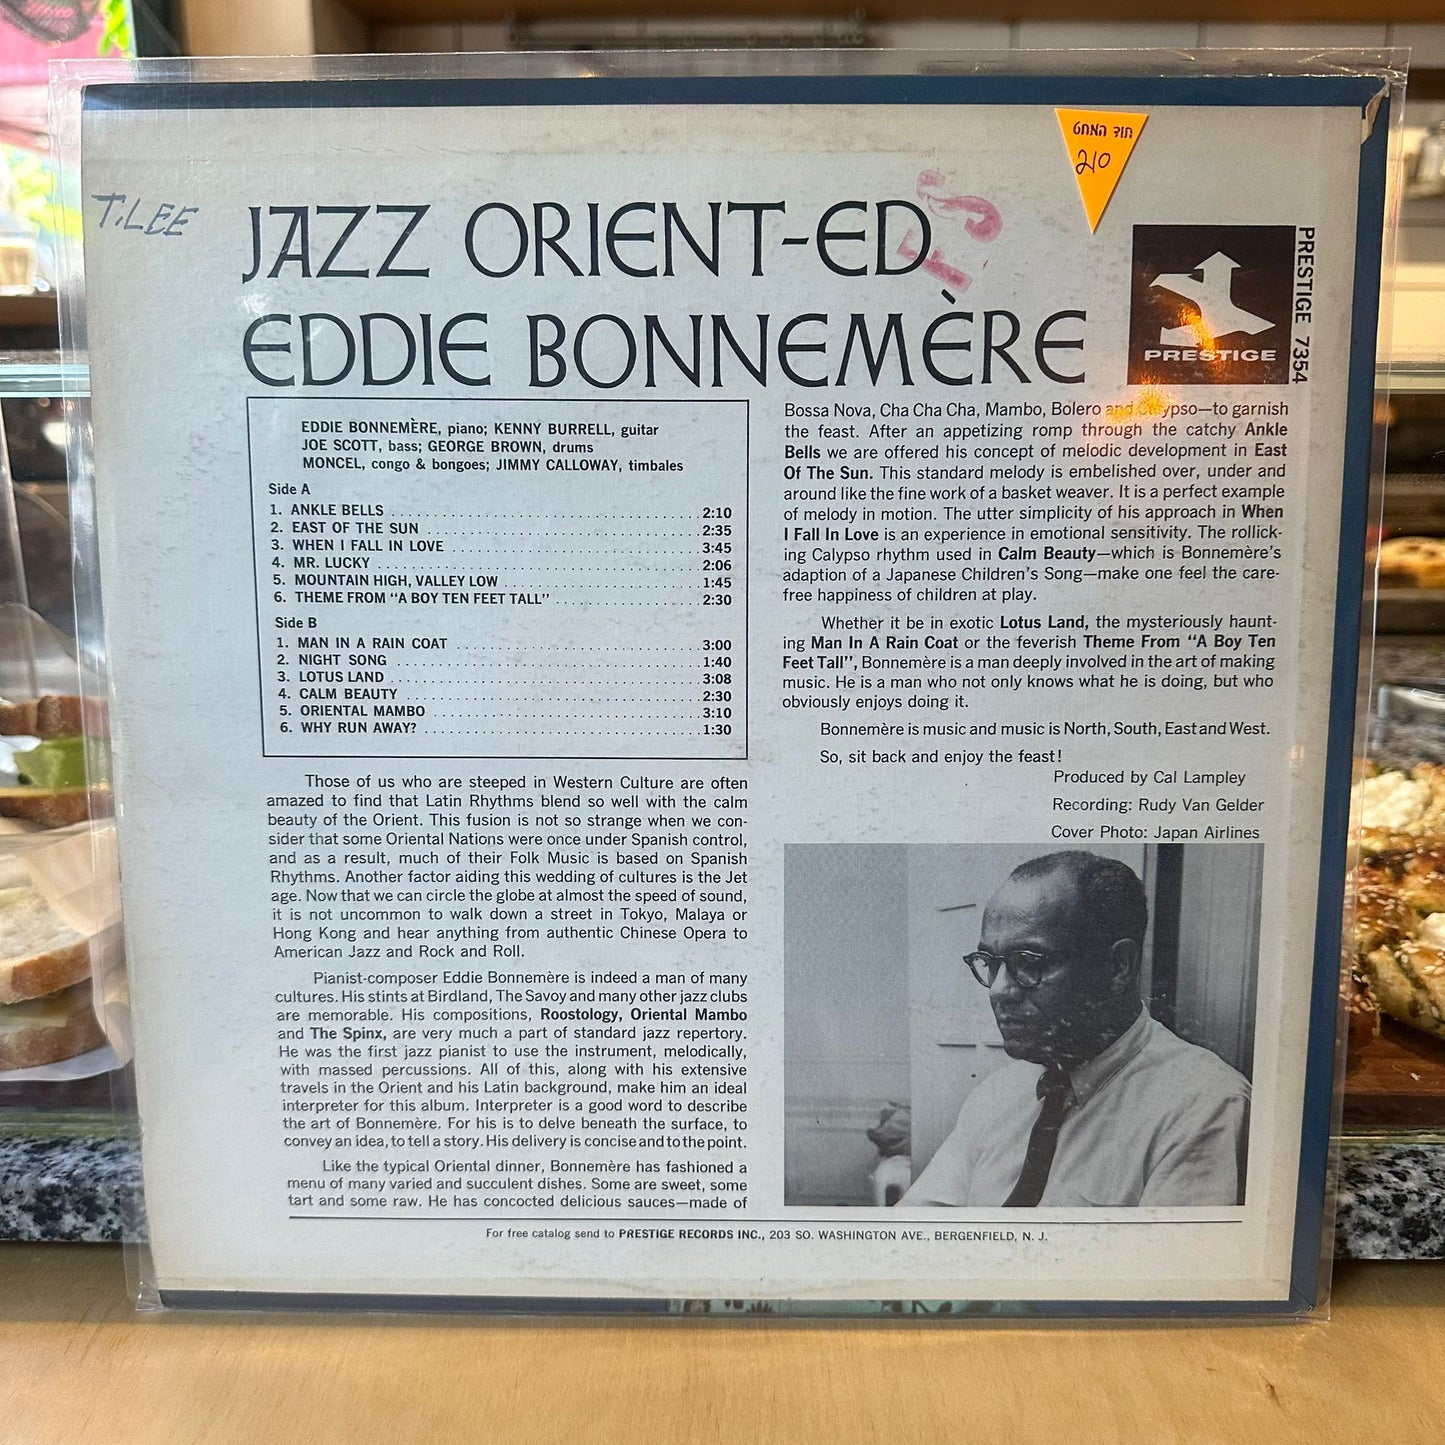 חוד המחט
210
T.LEE
JAZZ ORIENT-ED
EDDIE BONNEMÈRE
PRESTIGE
PRESTIGE 7354
EDDIE BONNEMÈRE, piano; KENNY BURRELL, guitar
JOE SCOTT, bass; GEORGE BROWN, drums
MONCEL, congo & bongoes; JIMMY CALLOWAY, timbales
Side A
1. ANKLE BELLS 2:10
2. EAST OF THE SUN 2:35
3. WHEN I FALL IN LOVE 3:45
4. MR. LUCKY 2:06
5. MOUNTAIN HIGH, VALLEY LOW 1:45
6. THEME FROM "A BOY TEN FEET TALL" 2:30
Side B
1. MAN IN A RAIN COAT 3:00
2. NIGHT SONG 1:40
3. LOTUS LAND 3:08
4. CALM BEAUTY 2:30
5. ORIENTAL MAMBO 3:10
6. WHY RUN AWAY? 1:30
Those of us who are steeped in Western Culture are often
amazed to find that Latin Rhythms blend so well with the calm
beauty of the Orient. This fusion is not so strange when we con-
sider that some Oriental Nations were once under Spanish control,
and as a result, much of their Folk Music is based on Spanish
Rhythms. Another factor aiding this wedding of cultures is the Jet
age. Now that we can circle the globe at almost the speed of sound,
it is not uncommon to walk down a street in Tokyo, Malaya or
Hong Kong and hear anything from authentic Chinese Opera to
American Jazz and Rock and Roll.
Pianist-composer Eddie Bonnemère is indeed a man of many
cultures. His stints at Birdland, The Savoy and many other jazz clubs
are memorable. His compositions, Roostology, Oriental Mambo
and The Spinx, are very much a part of standard jazz repertory.
He was the first jazz pianist to use the instrument, melodically,
with massed percussions. All of this, along with his extensive
travels in the Orient and his Latin background, make him an ideal
interpreter for this album. Interpreter is a good word to describe
the art of Bonnemère. For his is to delve beneath the surface, to
convey an idea, to tell a story. His delivery is concise and to the point.
Like the typical Oriental dinner, Bonnemère has fashioned a
menu of many varied and succulent dishes. Some are sweet, some
tart and some raw. He has concocted delicious sauces—made of
Bossa Nova, Cha Cha Cha, Mambo, Bolero and Calypso—to garnish
the feast. After an appetizing romp through the catchy Ankle
Bells we are offered his concept of melodic development in East
Of The Sun. This standard melody is embelished over, under and
around like the fine work of a basket weaver. It is a perfect example
of melody in motion. The utter simplicity of his approach in When
I Fall In Love is an experience in emotional sensitivity. The rollick-
ing Calypso rhythm used in Calm Beauty—which is Bonnemère's
adaption of a Japanese Children's Song—make one feel the care-
free happiness of children at play.
Whether it be in exotic Lotus Land, the mysteriously haunt-
ing Man In A Rain Coat or the feverish Theme From "A Boy Ten
Feet Tall", Bonnemère is a man deeply involved in the art of making
music. He is a man who not only knows what he is doing, but who
obviously enjoys doing it.
Bonnemère is music and music is North, South, East and West.
So, sit back and enjoy the feast!
Produced by Cal Lampley
Recording: Rudy Van Gelder
Cover Photo: Japan Airlines
For free catalog send to PRESTIGE RECORDS INC., 203 SO. WASHINGTON AVE., BERGENFIELD, N. J.